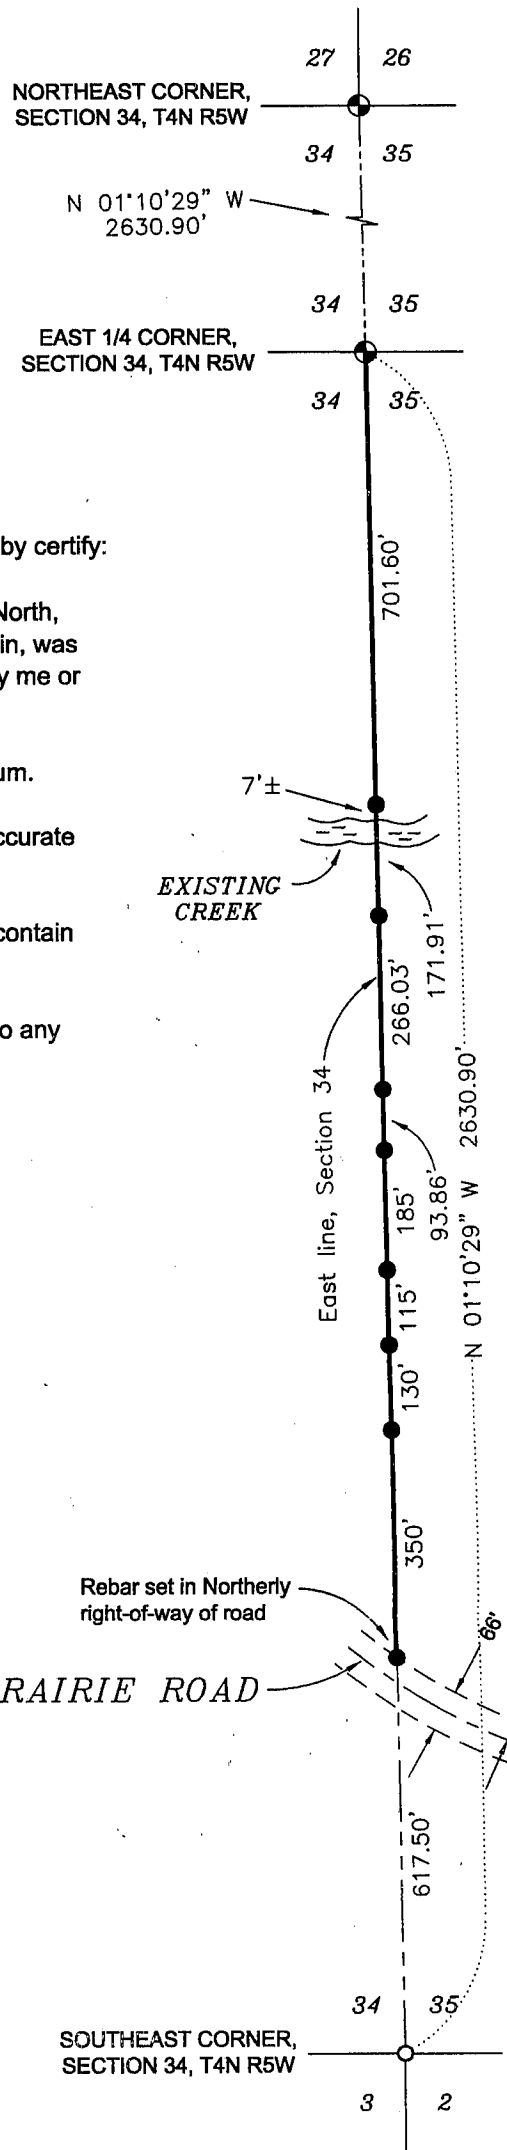 27 26
NORTHEAST CORNER,
SECTION 34, T4N R5W
34 35
N 01°10'29" W
2630.90'
34 35
EAST 1/4 CORNER,
SECTION 34, T4N R5W
34 35
701.60'
by certify:
North,
in, was
y me or
um.
ccurate
contain
o any
7'±
EXISTING
CREEK
171.91'
266.03'
East line, Section 34
93.86'
N 01°10'29" W 2630.90'
185'
115'
130'
350'
Rebar set in Northerly
right-of-way of road
66'
RAIRIE ROAD
617.50'
34 35
SOUTHEAST CORNER,
SECTION 34, T4N R5W
3 2